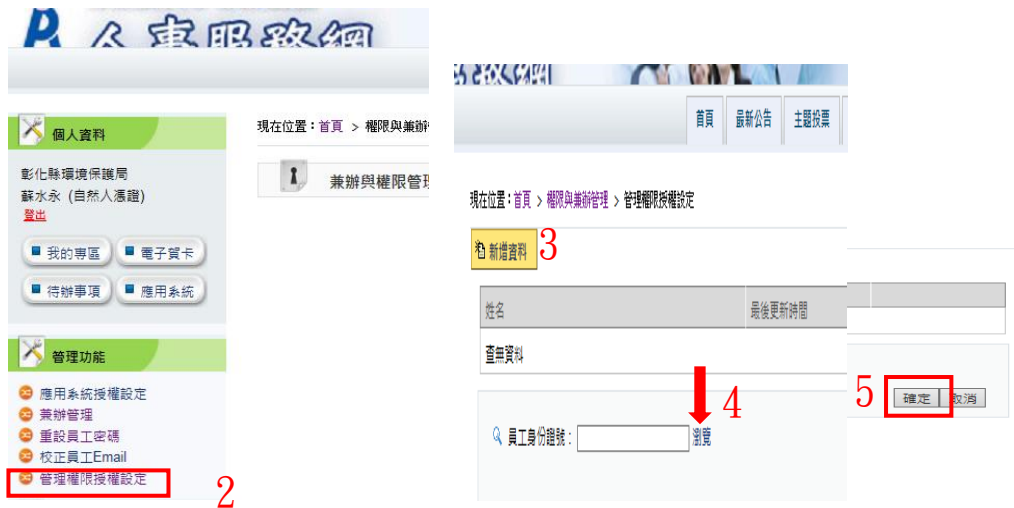 人事服務網
個人資料
彰化縣環境保護局
蘇水永 (自然人憑證)
登出
我的專區
電子賀卡
待辦事項
應用系統
管理功能
應用系統授權設定
兼辦管理
重設員工密碼
校正員工Email
管理權限授權設定
2
現在位置：首頁 > 權限與兼辦
兼辦與權限管理
首頁
最新公告
主題投票
現在位置：首頁 > 權限與兼辦管理 > 管理權限授權設定
新增資料
3
姓名
最後更新時間
查無資料
4
員工身份證號：
瀏覽
5
確定
取消